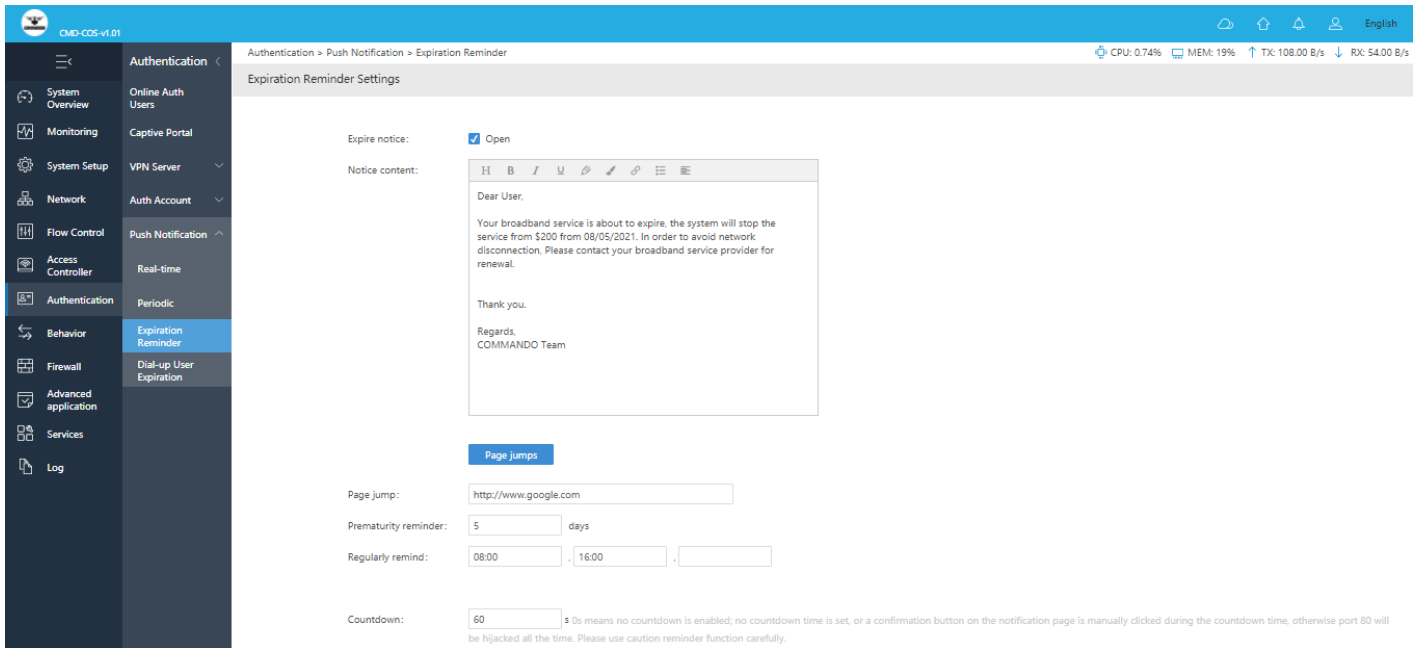 CMD-COS-v1.01
English
Authentication
Authentication > Push Notification > Expiration Reminder
CPU: 0.74%
MEM: 19%
TX: 108.00 B/s
RX: 54.00 B/s
Expiration Reminder Settings
System
Overview
Monitoring
System Setup
Network
Flow Control
Access
Controller
Authentication
Behavior
Firewall
Advanced
application
Services
Log
Online Auth
Users
Captive Portal
VPN Server
Auth Account
Push Notification
Real-time
Periodic
Expiration
Reminder
Dial-up User
Expiration
Expire notice:
Open
Notice content:
H B I U
Dear User,
Your broadband service is about to expire, the system will stop the
service from $200 from 08/05/2021. In order to avoid network
disconnection, Please contact your broadband service provider for
renewal.
Thank you.
Regards,
COMMANDO Team
Page jumps
Page jump: http://www.google.com
Prematurity reminder: 5 days
Regularly remind: 08:00 , 16:00 ,
Countdown: 60 s 0s means no countdown is enabled; no countdown time is set, or a confirmation button on the notification page is manually clicked during the countdown time, otherwise port 80 will
be hijacked all the time. Please use caution reminder function carefully.